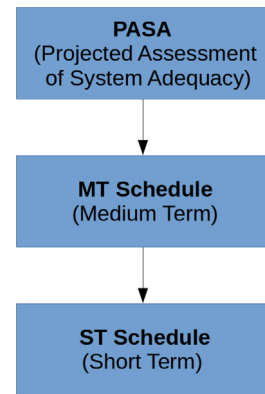 PASA
(Projected Assessment
of System Adequacy)
MT Schedule
(Medium Term)
ST Schedule
(Short Term)